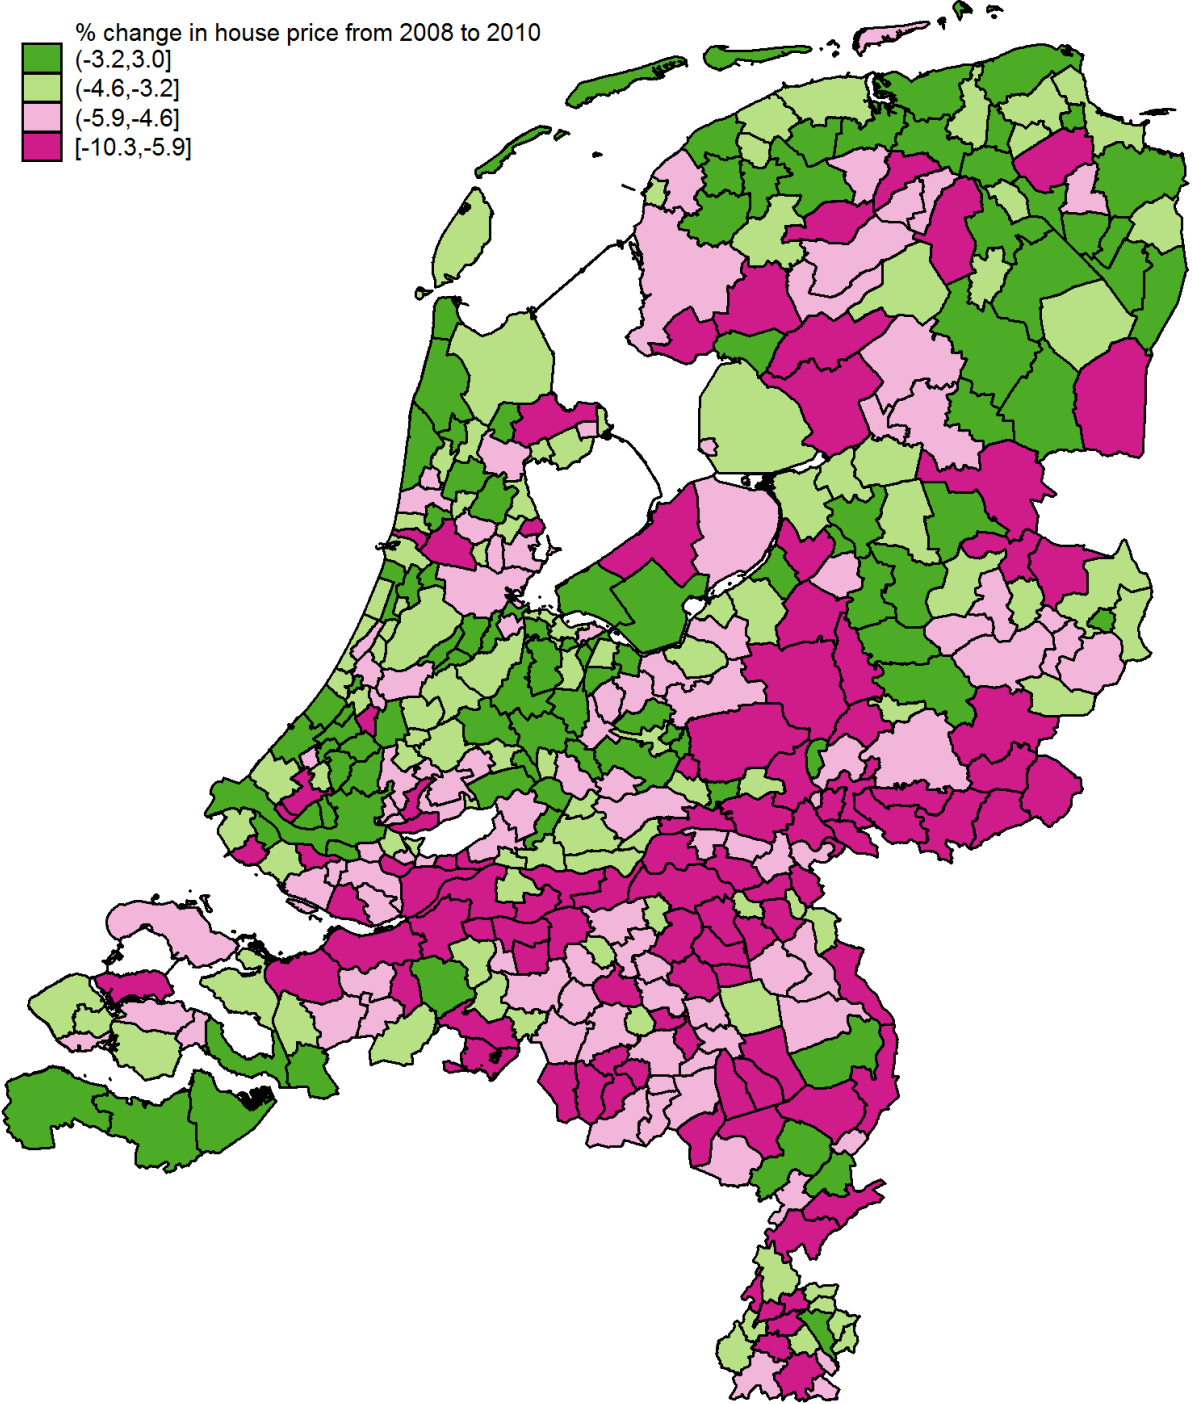 % change in house price from 2008 to 2010
(-3.2,3.0]
(-4.6,-3.2]
(-5.9,-4.6]
[-10.3,-5.9]